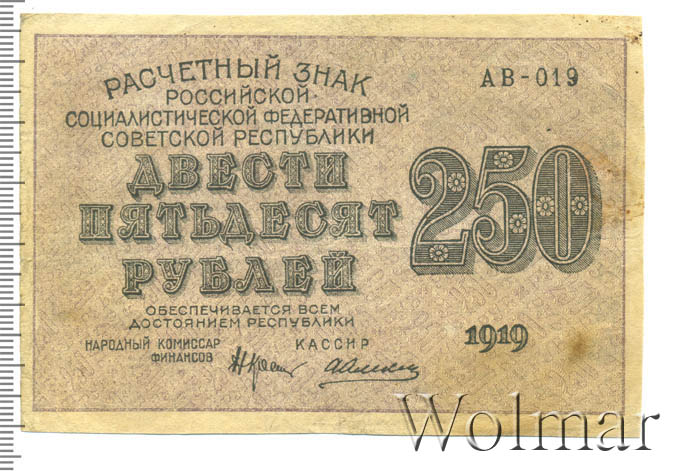 РАСЧЕТНЫЙ ЗНАК
АВ-019
РОССИЙСКОЙ
СОЦИАЛИСТИЧЕСКОЙ ФЕДЕРАТИВНОЙ
СОВЕТСКОЙ РЕСПУБЛИКИ
ДВЕСТИ
ПЯТЬДЕСЯТ
РУБЛЕЙ
250
ОБЕСПЕЧИВАЕТСЯ ВСЕМ
ДОСТОЯНИЕМ РЕСПУБЛИКИ
НАРОДНЫЙ КОМИССАР
ФИНАНСОВ
КАССИР
1919
Wolmar